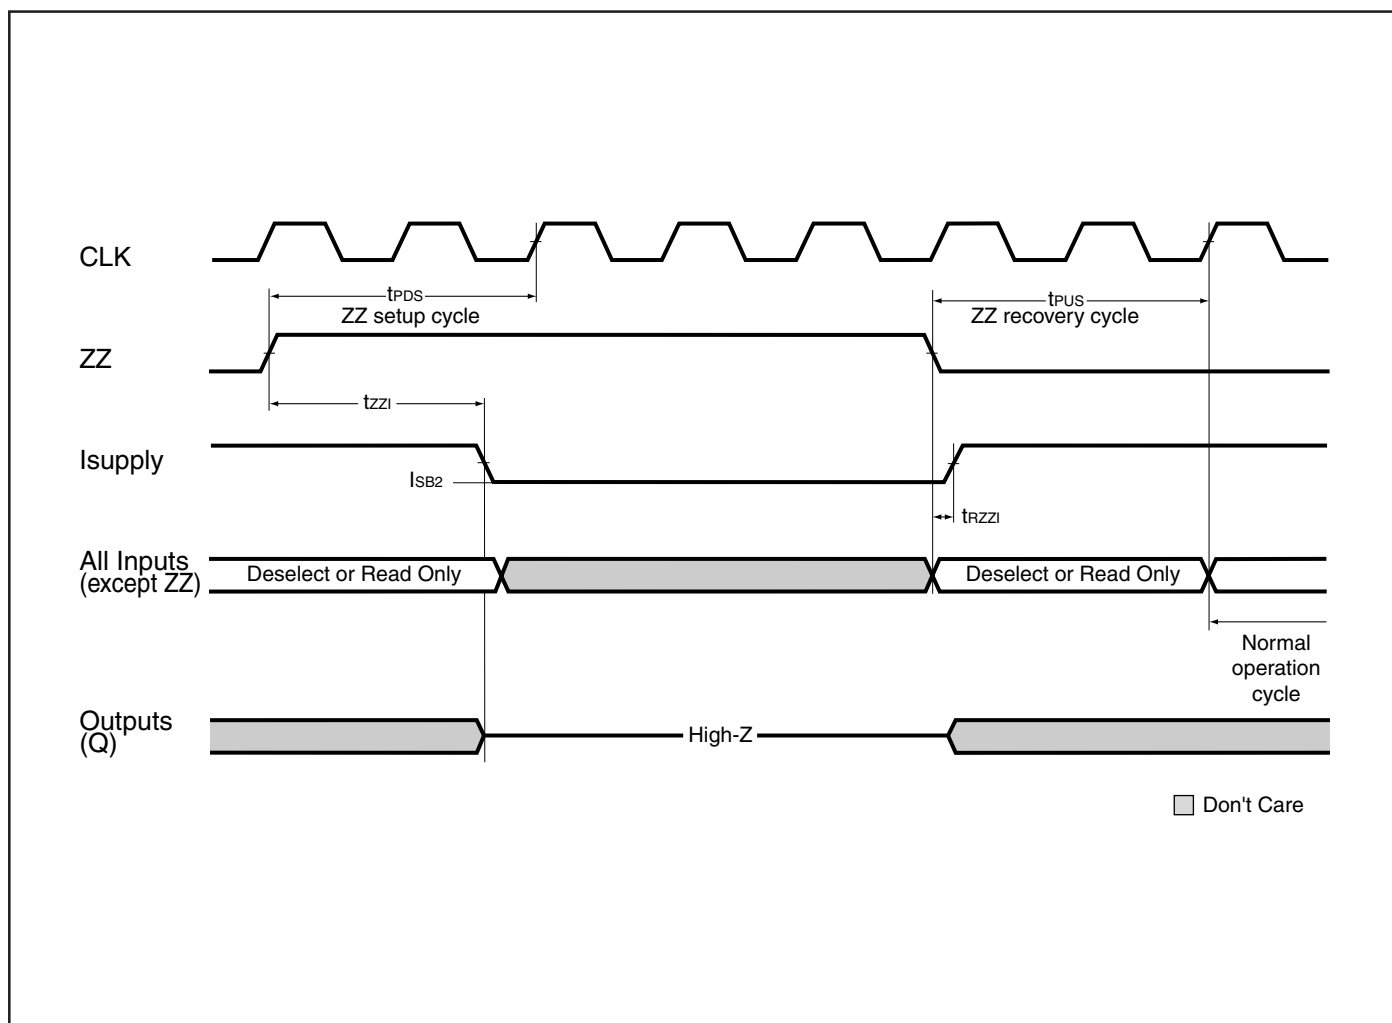 CLK
tPDS
ZZ setup cycle
tPUS
ZZ recovery cycle
ZZ
tZZI
Isupply
ISB2
tRZZI
All Inputs
(except ZZ)
Deselect or Read Only
Deselect or Read Only
Normal
operation
cycle
Outputs
(Q)
High-Z
Don't Care